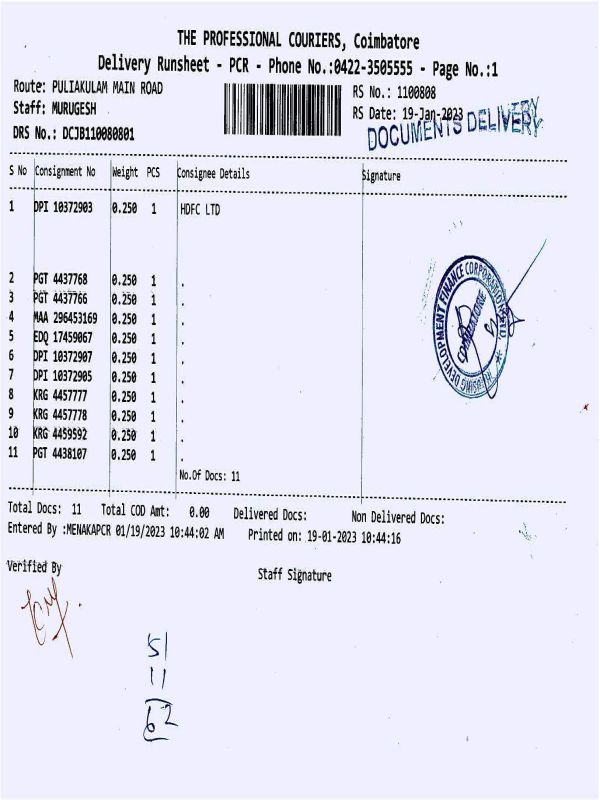 THE PROFESSIONAL COURIERS, Coimbatore
Delivery Runsheet - PCR - Phone No.:0422-3505555 - Page No.:1
Route: PULIAKULAM MAIN ROAD RS No.: 1100808
Staff: MURUGESH RS Date: 19-Jan-2023
DRS No.: DCJB110080801
DOCUMENTS DELIVERY
S No Consignment No Weight PCS Consignee Details Signature
1 DPI 10372903 0.250 1 HDFC LTD
2 PGT 4437768 0.250 1 .
3 PGT 4437766 0.250 1 .
4 MAA 296453169 0.250 1 .
5 EDQ 17459067 0.250 1 .
6 DPI 10372907 0.250 1 .
7 DPI 10372905 0.250 1 .
8 KRG 4457777 0.250 1 .
9 KRG 4457778 0.250 1 .
10 KRG 4459592 0.250 1 .
11 PGT 4438107 0.250 1 .
HOUSING DEVELOPMENT FINANCE CORPORATION LTD.
COIMBATORE
No.Of Docs: 11
Total Docs: 11 Total COD Amt: 0.00 Delivered Docs: Non Delivered Docs:
Entered By :MENAKAPCR 01/19/2023 10:44:02 AM Printed on: 19-01-2023 10:44:16
Verified By Staff Signature
51
11
62